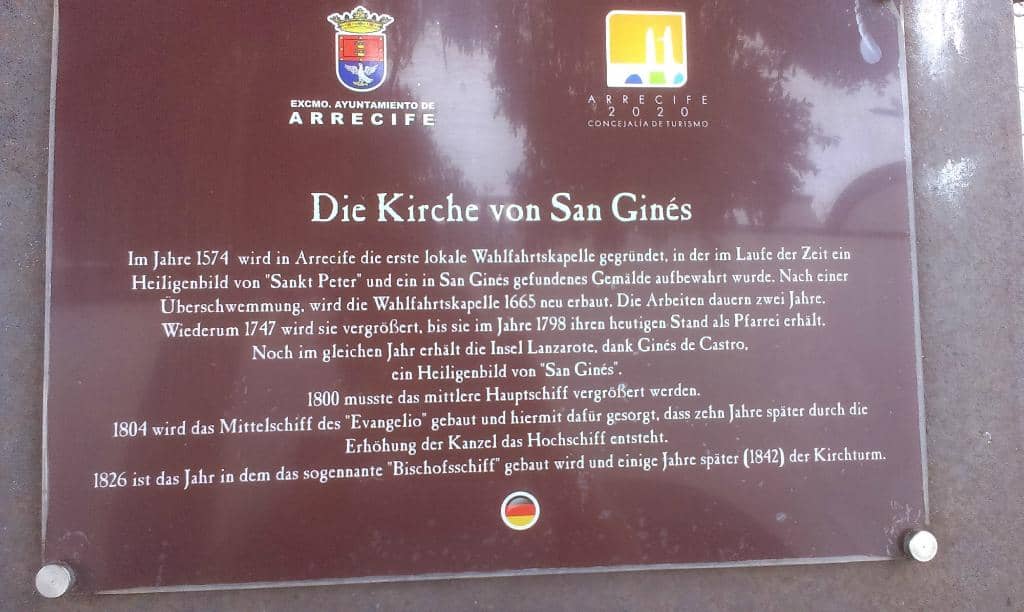 EXCMO. AYUNTAMIENTO DE
ARRECIFE
ARRECIFE
2020
CONCEJALÍA DE TURISMO
Die Kirche von San Ginés
Im Jahre 1574 wird in Arrecife die erste lokale Wahlfahrtskapelle gegründet, in der im Laufe der Zeit ein
Heiligenbild von "Sankt Peter" und ein in San Ginés gefundenes Gemälde aufbewahrt wurde. Nach einer
Überschwemmung, wird die Wahlfahrtskapelle 1665 neu erbaut. Die Arbeiten dauern zwei Jahre.
Wiederum 1747 wird sie vergrößert, bis sie im Jahre 1798 ihren heutigen Stand als Pfarrei erhält.
Noch im gleichen Jahr erhält die Insel Lanzarote, dank Ginés de Castro,
ein Heiligenbild von "San Ginés".
1800 musste das mittlere Hauptschiff vergrößert werden.
1804 wird das Mittelschiff des "Evangelio" gebaut und hiermit dafür gesorgt, dass zehn Jahre später durch die
Erhöhung der Kanzel das Hochschiff entsteht.
1826 ist das Jahr in dem das sogennante "Bischofsschiff" gebaut wird und einige Jahre später (1842) der Kirchturm.